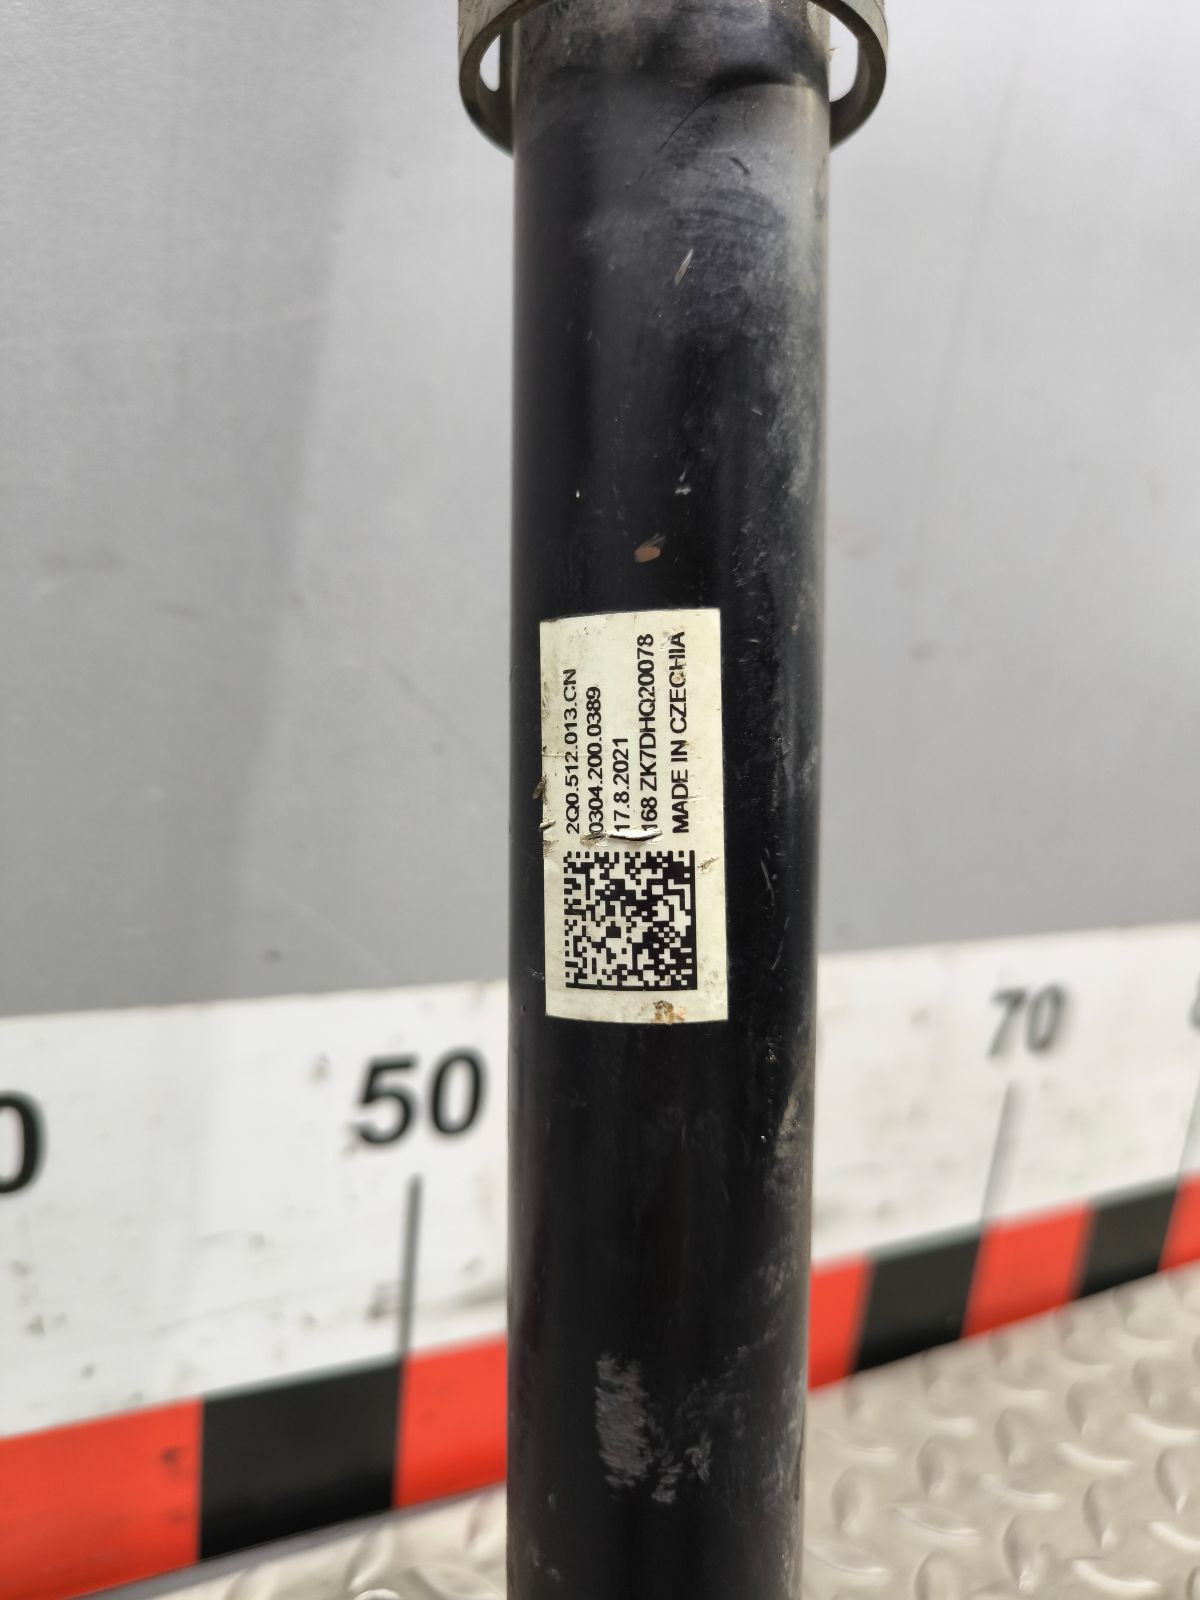 2Q0.512.013.CN
0304.200.0389
17.8.2021
168 ZK7DHQ20078
MADE IN CZECHIA
50
70